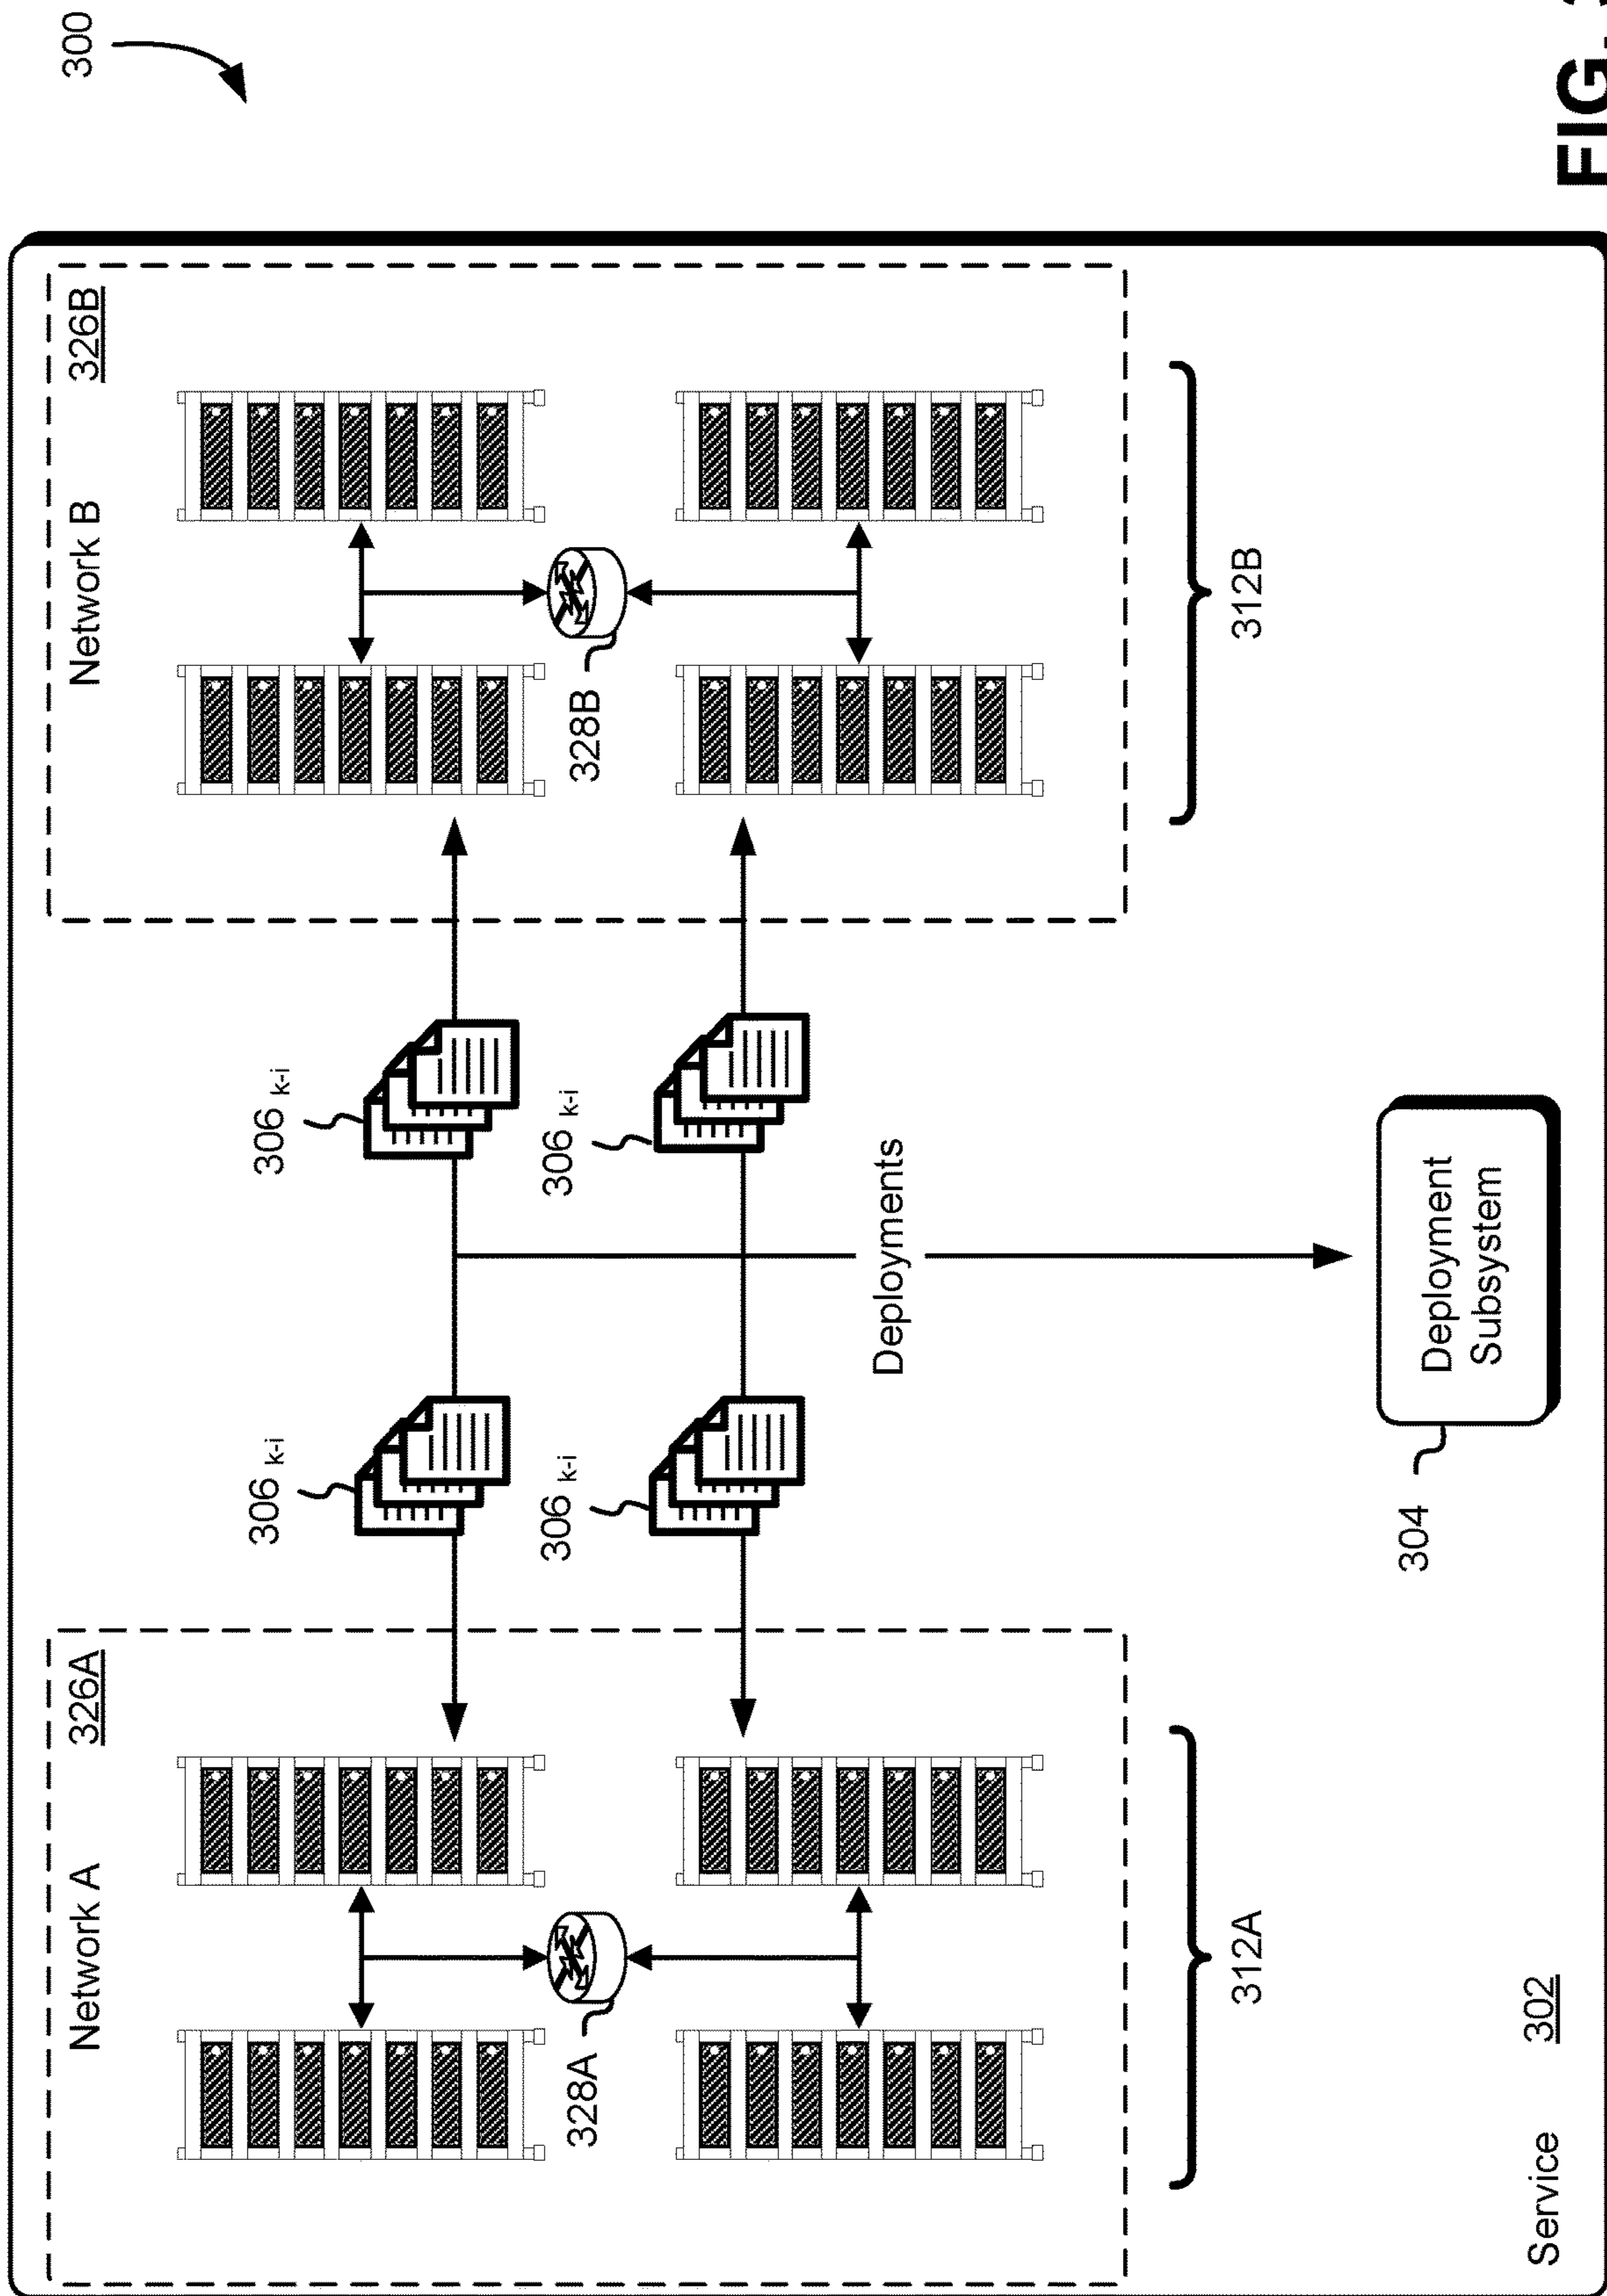 300
Network A
326A
Network B
326B
306 k-i
306 k-i
306 k-i
306 k-i
328A
328B
Deployments
312A
312B
304
Deployment
Subsystem
Service
302
FIG.